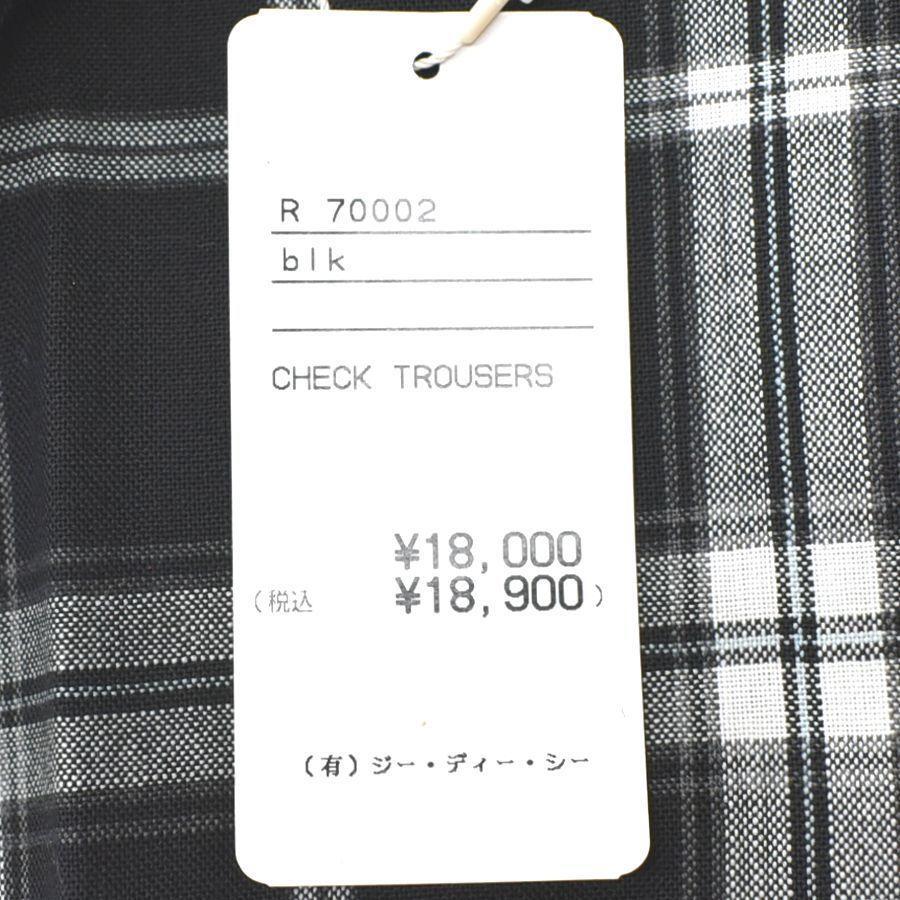 R 70002
blk
CHECK TROUSERS
¥18,000
(税込 ¥18,900)
(有)ジー・ディー・シー